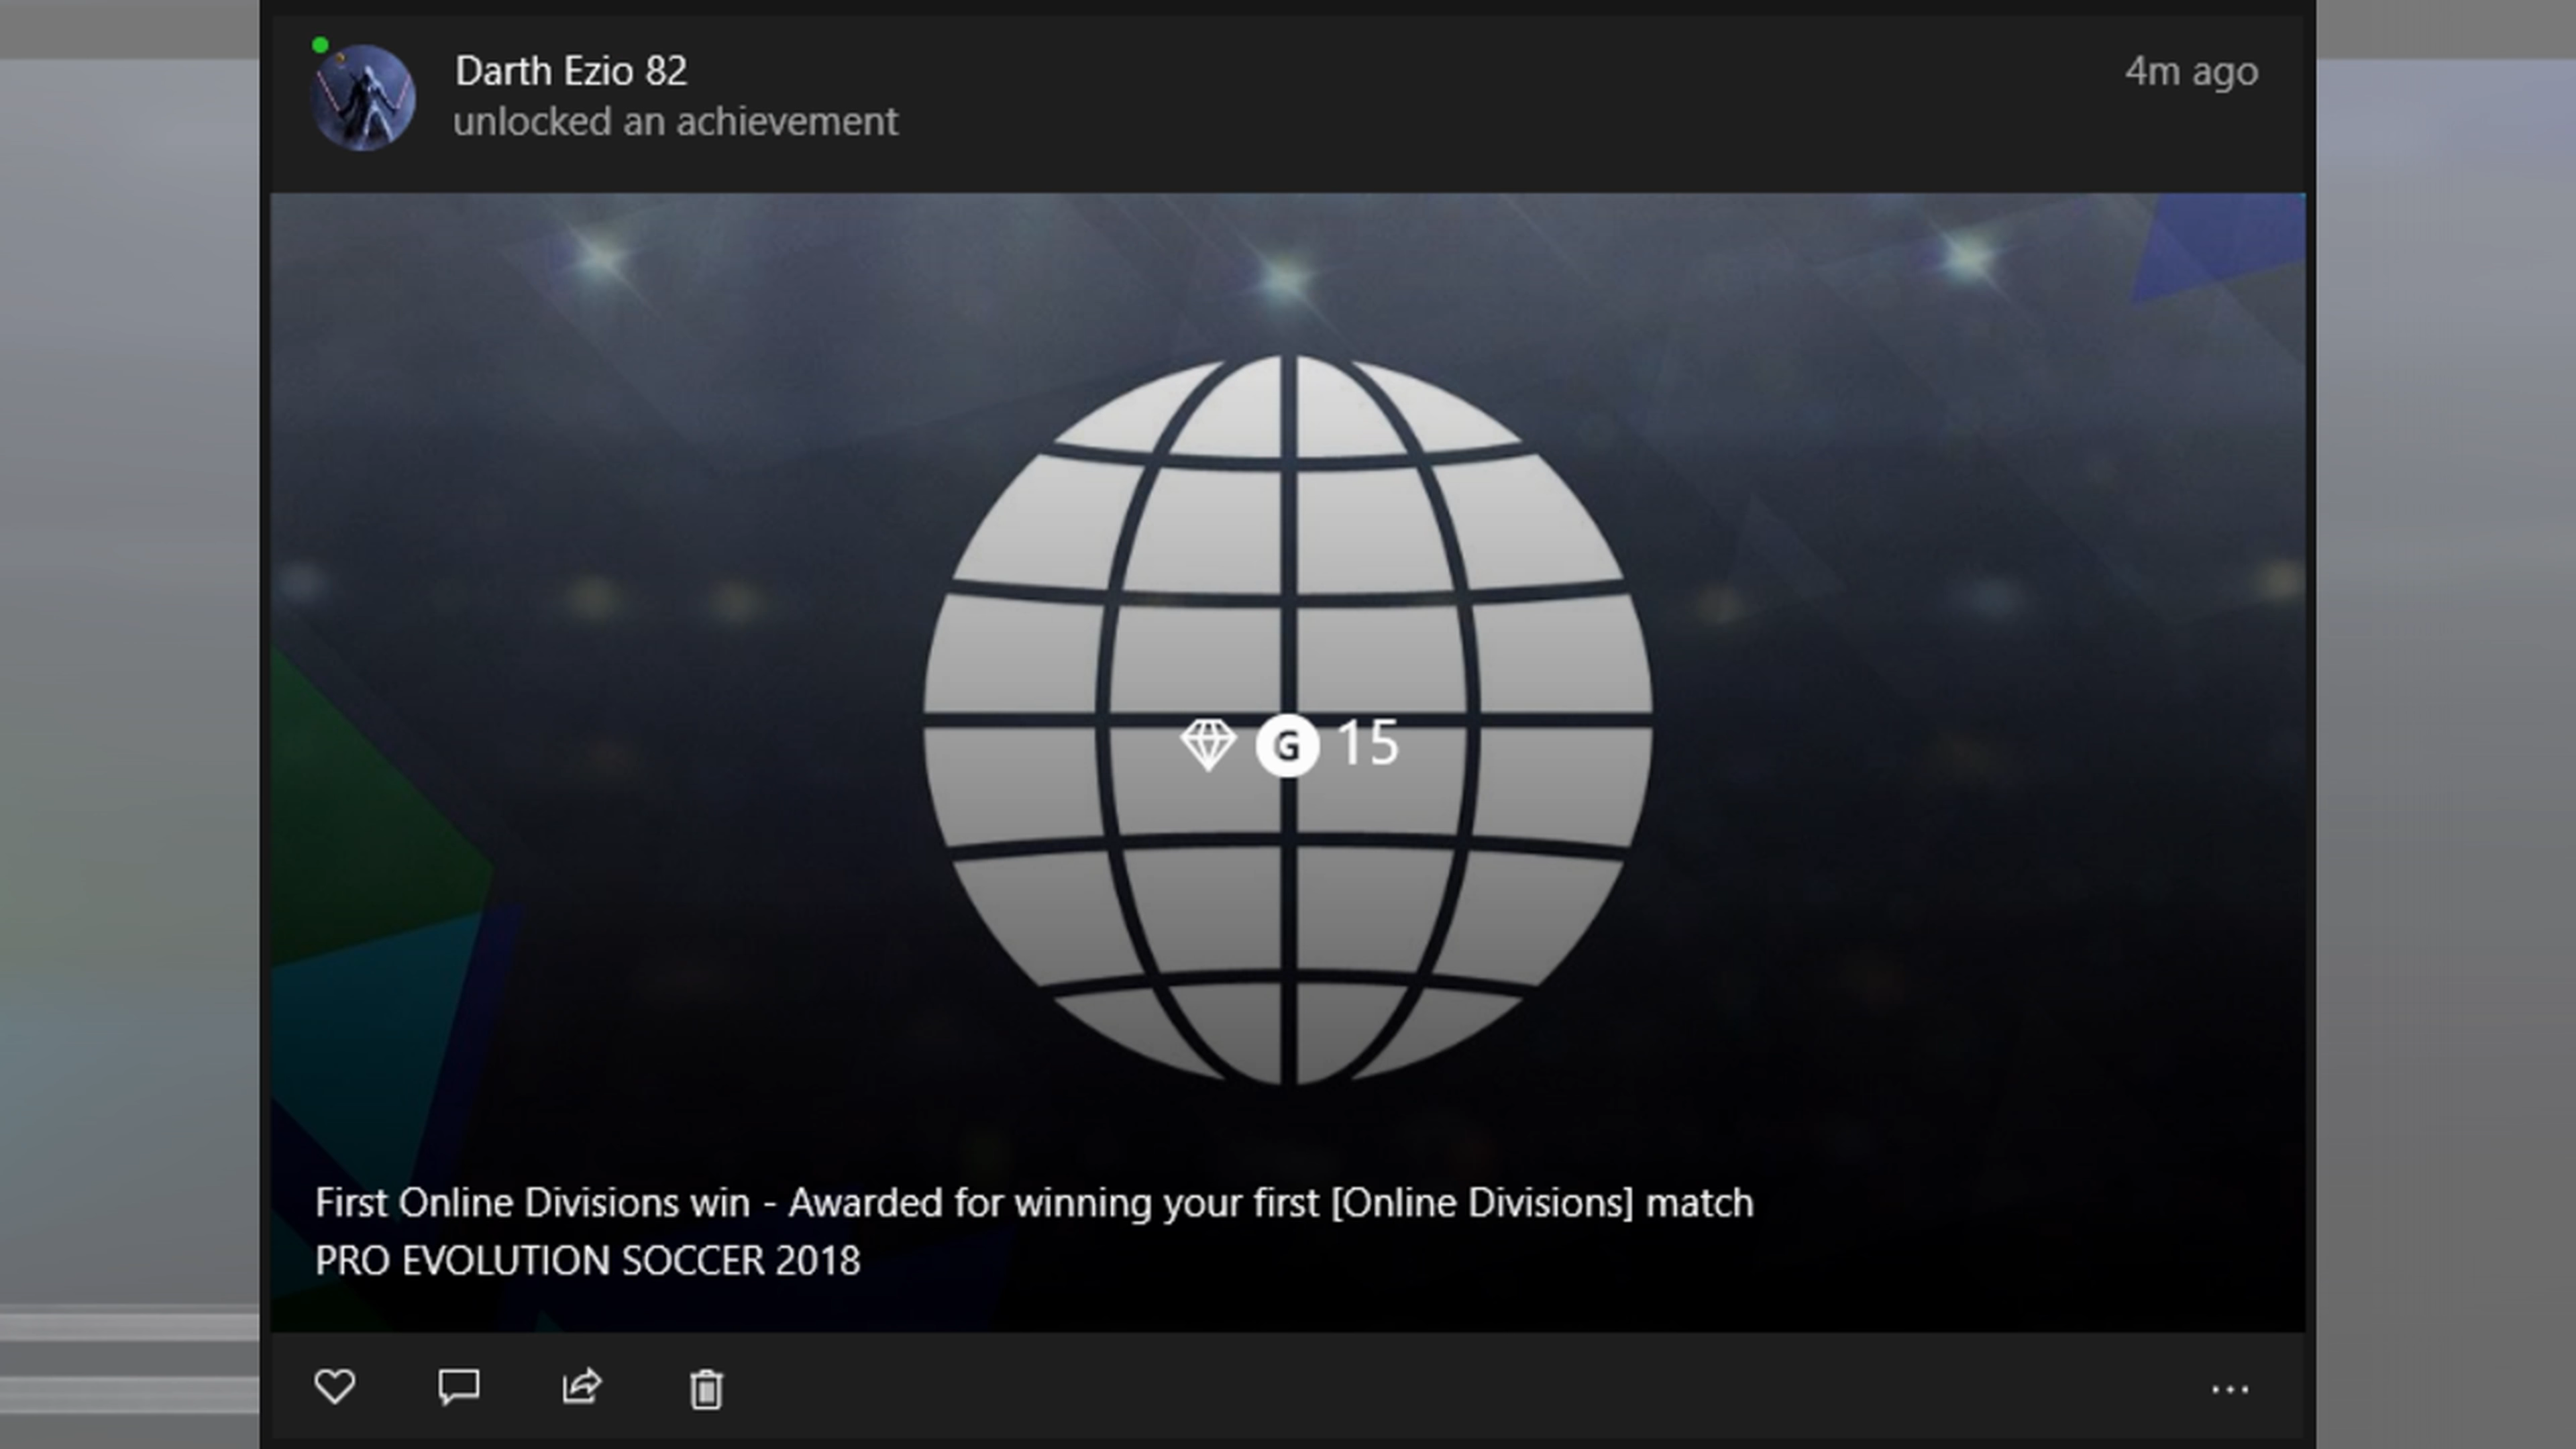 Darth Ezio 82
4m ago
unlocked an achievement
G 15
First Online Divisions win - Awarded for winning your first [Online Divisions] match
PRO EVOLUTION SOCCER 2018